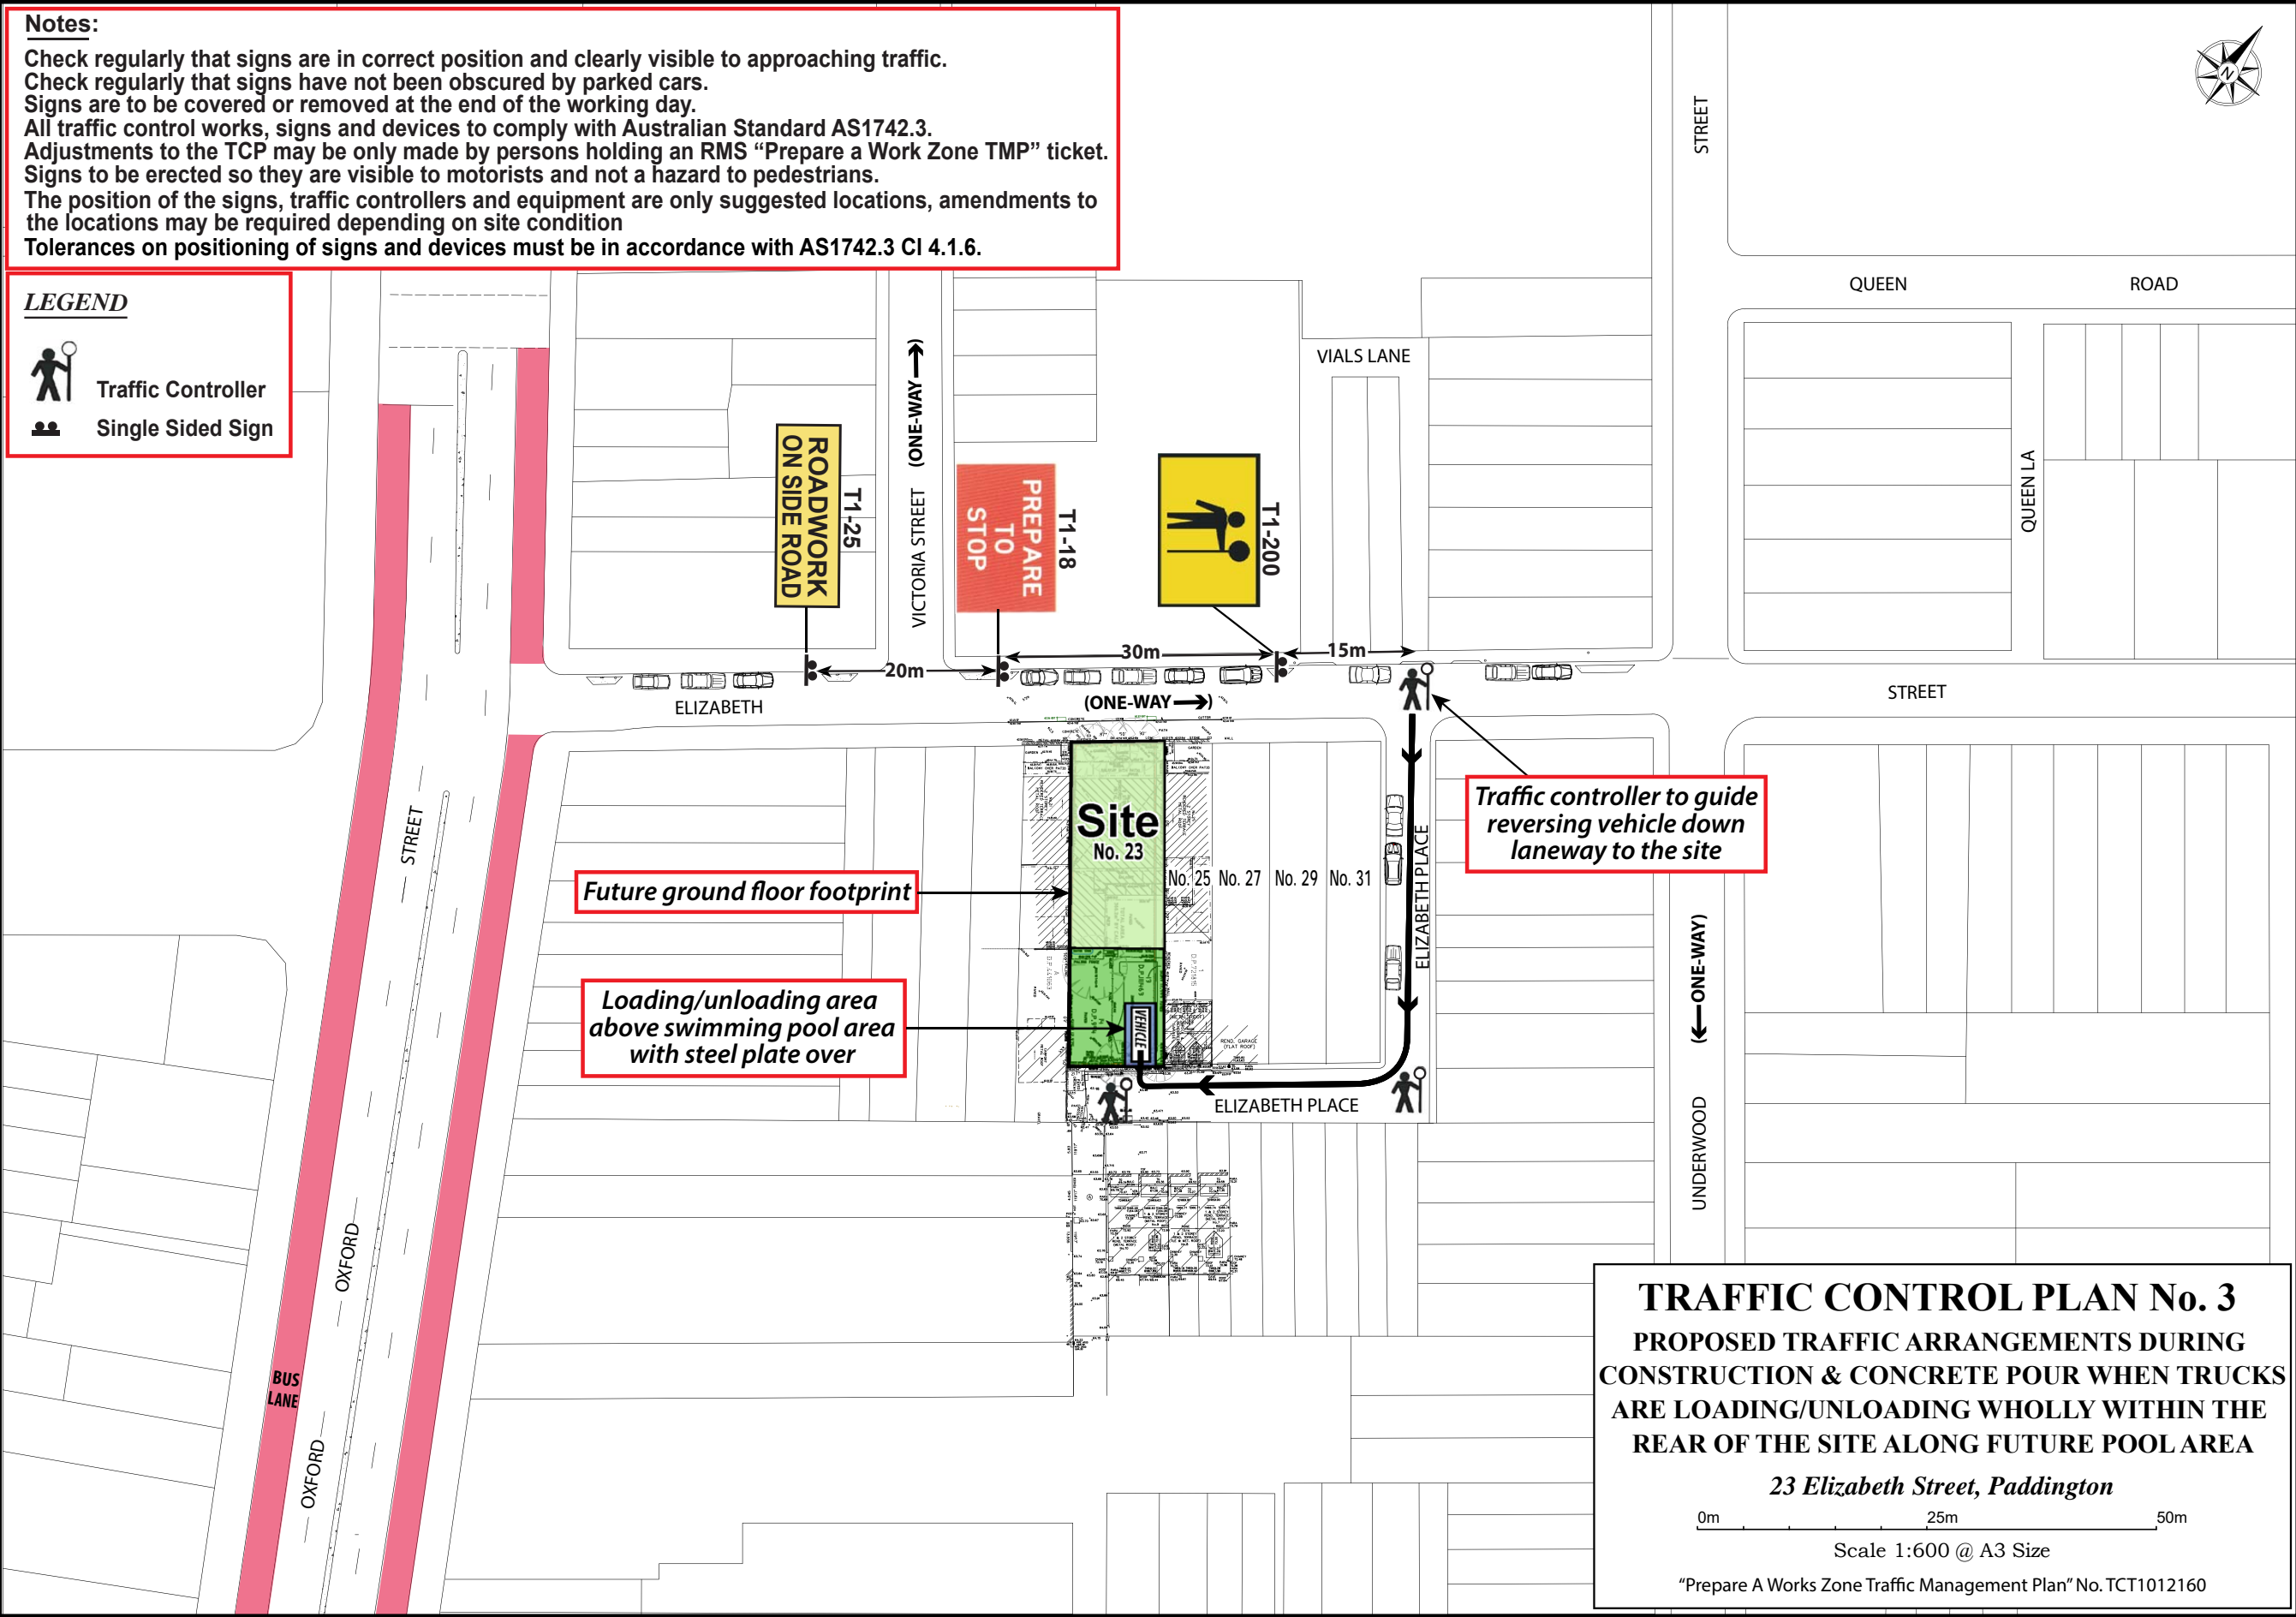 Notes:
Check regularly that signs are in correct position and clearly visible to approaching traffic.
Check regularly that signs have not been obscured by parked cars.
Signs are to be covered or removed at the end of the working day.
All traffic control works, signs and devices to comply with Australian Standard AS1742.3.
Adjustments to the TCP may be only made by persons holding an RMS “Prepare a Work Zone TMP” ticket.
Signs to be erected so they are visible to motorists and not a hazard to pedestrians.
The position of the signs, traffic controllers and equipment are only suggested locations, amendments to
the locations may be required depending on site condition
Tolerances on positioning of signs and devices must be in accordance with AS1742.3 Cl 4.1.6.
LEGEND
Traffic Controller
Single Sided Sign
N
STREET
QUEEN ROAD
QUEEN LA
VIALS LANE
VICTORIA STREET (ONE-WAY)
ROADWORK
ON SIDE ROAD
T1-25
PREPARE
TO
STOP
T1-18
T1-200
20m
30m
15m
ELIZABETH
(ONE-WAY)
STREET
Site
No. 23
No. 25
No. 27
No. 29
No. 31
Traffic controller to guide
reversing vehicle down
laneway to the site
Future ground floor footprint
Loading/unloading area
above swimming pool area
with steel plate over
VEHICLE
REND. GARAGE
(FLAT ROOF)
ELIZABETH PLACE
ELIZABETH PLACE
UNDERWOOD (ONE-WAY)
STREET
OXFORD
OXFORD
BUS
LANE
TRAFFIC CONTROL PLAN No. 3
PROPOSED TRAFFIC ARRANGEMENTS DURING
CONSTRUCTION & CONCRETE POUR WHEN TRUCKS
ARE LOADING/UNLOADING WHOLLY WITHIN THE
REAR OF THE SITE ALONG FUTURE POOL AREA
23 Elizabeth Street, Paddington
0m 25m 50m
Scale 1:600 @ A3 Size
“Prepare A Works Zone Traffic Management Plan” No. TCT1012160